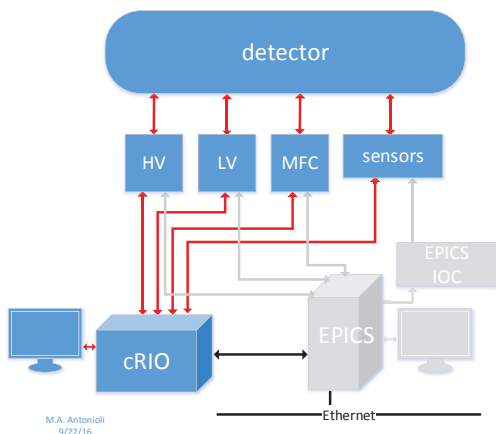 detector
HV
LV
MFC
sensors
EPICS
IOC
cRIO
EPICS
Ethernet
M.A. Antonioli
9/22/16